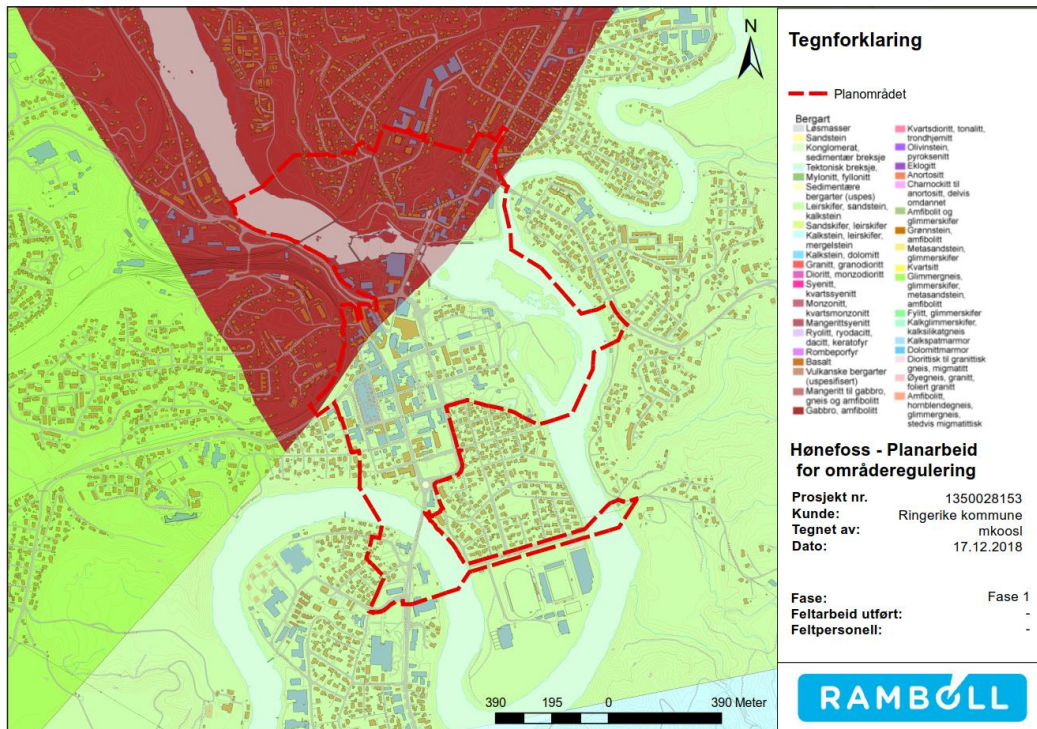 N
390 195 0 390 Meter
Tegnforklaring
Planområdet
Bergart
Løsmasser
Sandstein
Konglomerat,
sedimentær breksje
Tektonisk breksje,
Mylonitt, fyllonitt
Sedimentære
bergarter (uspes)
Leirskifer, sandstein,
kalkstein
Sandskifer, leirskifer
Kalkstein, leirskifer,
mergelstein
Kalkstein, dolomitt
Granitt, granodioritt
Dioritt, monzodioritt
Syenitt,
kvartssyenitt
Monzonitt,
kvartsmonzonitt
Mangerittsyenitt
Ryolitt, ryodacitt,
dacitt, keratofyr
Rombeporfyr
Basalt
Vulkanske bergarter
(uspesifisert)
Mangeritt til gabbro,
gneis og amfibolitt
Gabbro, amfibolitt
Kvartsdioritt, tonalitt,
trondhjemitt
Olivinstein,
pyroksenitt
Eklogitt
Anortositt
Charnockitt til
anortositt, delvis
omdannet
Amfibolit og
glimmerskifer
Grønnstein,
amfibolitt
Metasandstein,
glimmerskifer
Kvartsitt
Glimmergneis,
glimmerskifer,
metasandstein,
amfibolitt
Fylitt, glimmerskifer
Kalkglimmerskifer,
kalksilikatgneis
Kalkspatmarmor
Dolomittmarmor
Diorittisk til granittisk
gneis, migmatitt
Øyegneis, granitt,
foliert granitt
Amfibolitt,
hornblendegneis,
glimmergneis,
stedvis migmatittisk
Hønefoss - Planarbeid
for områderegulering
Prosjekt nr. 1350028153
Kunde: Ringerike kommune
Tegnet av: mkoosl
Dato: 17.12.2018
Fase: Fase 1
Feltarbeid utført: -
Feltpersonell: -
RAMBOLL